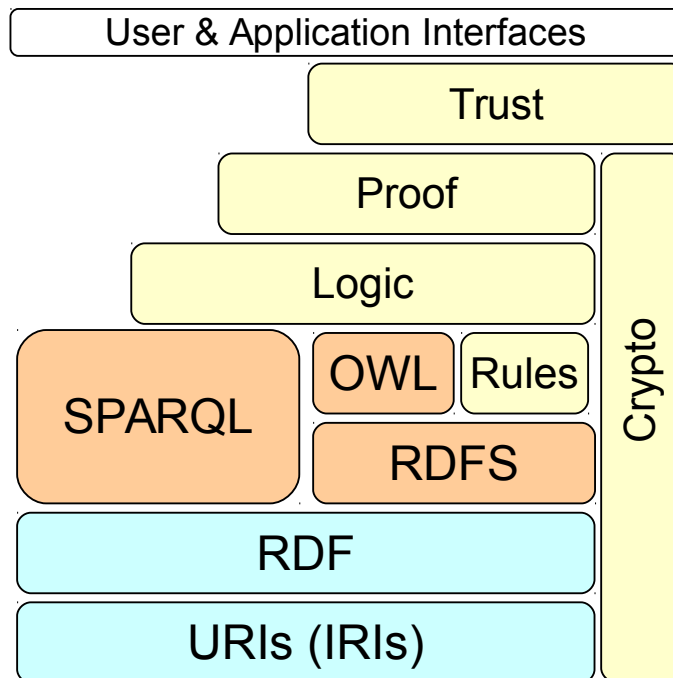 User & Application Interfaces
Trust
Proof
Logic
SPARQL
OWL
Rules
RDFS
Crypto
RDF
URIs (IRIs)